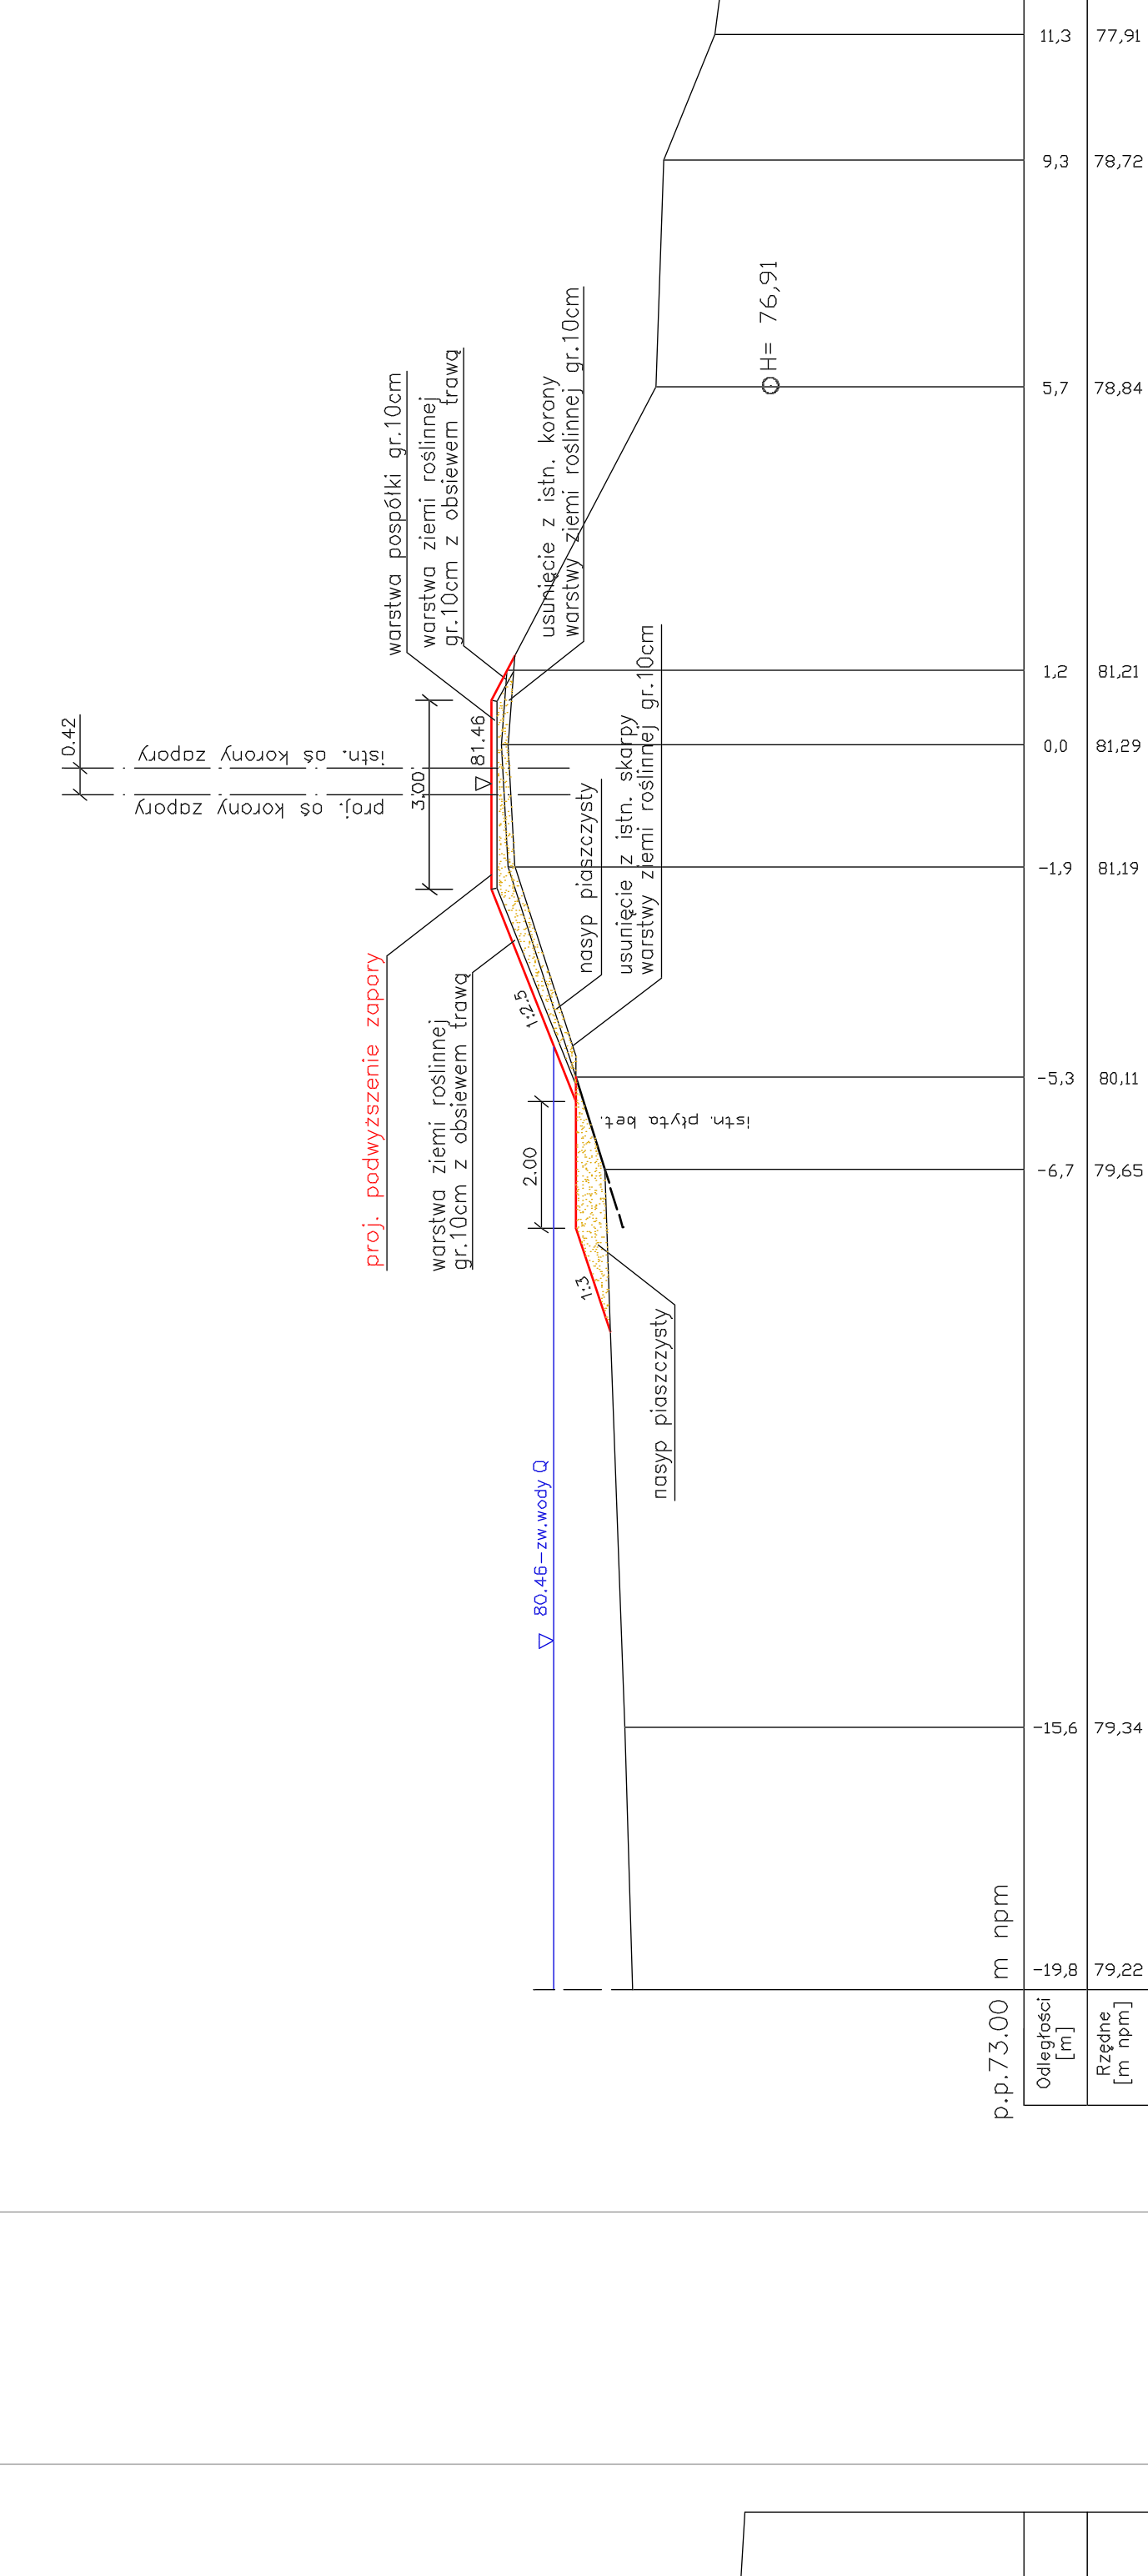 0.42
istn. oś korony zapory
proj. oś korony zapory
3.00
81.46
warstwa pospółki gr.10cm
warstwa ziemi roślinnej
gr.10cm z obsiewem trawą
usunięcie z istn. korony
warstwy ziemi roślinnej gr.10cm
H= 76,91
proj. podwyższenie zapory
warstwa ziemi roślinnej
gr.10cm z obsiewem trawą
1:2.5
nasyp piaszczysty
usunięcie z istn. skarpy
warstwy ziemi roślinnej gr.10cm
2.00
istn. płyta bet.
1:3
nasyp piaszczysty
80.46-zw.wody Q
p.p.73.00 m npm
Odległości
[m]
-19,8
-15,6
-6,7
-5,3
-1,9
0,0
1,2
5,7
9,3
11,3
Rzędne
[m npm]
79,22
79,34
79,65
80,11
81,19
81,29
81,21
78,84
78,72
77,91